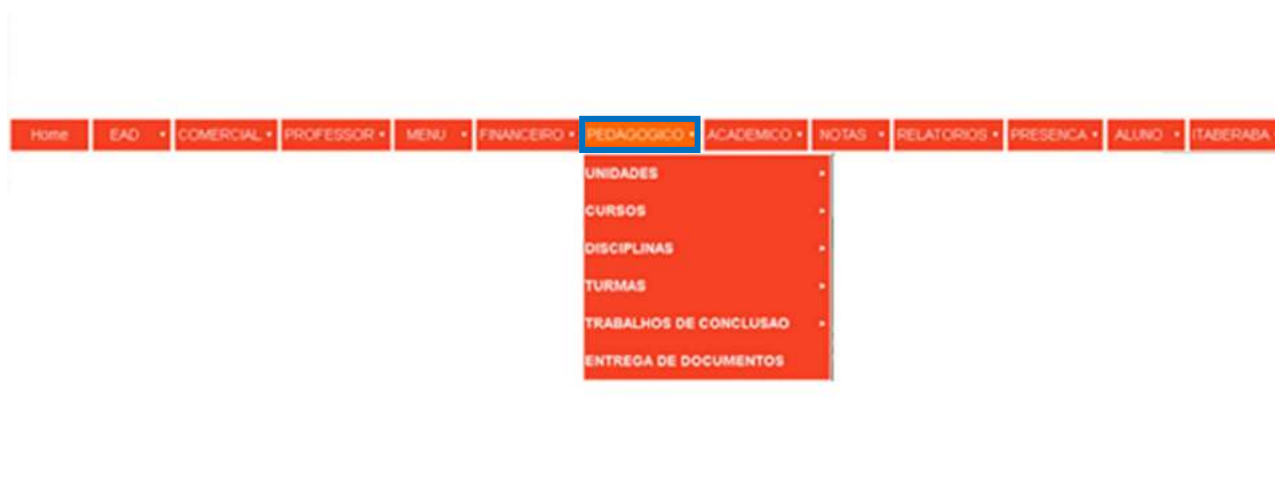 Home EAD COMERCIAL PROFESSOR MENU FINANCEIRO PEDAGOGICO ACADEMICO NOTAS RELATORIOS PRESENCA ALUNO ITABERABA
UNIDADES
CURSOS
DISCIPLINAS
TURMAS
TRABALHOS DE CONCLUSAO
ENTREGA DE DOCUMENTOS